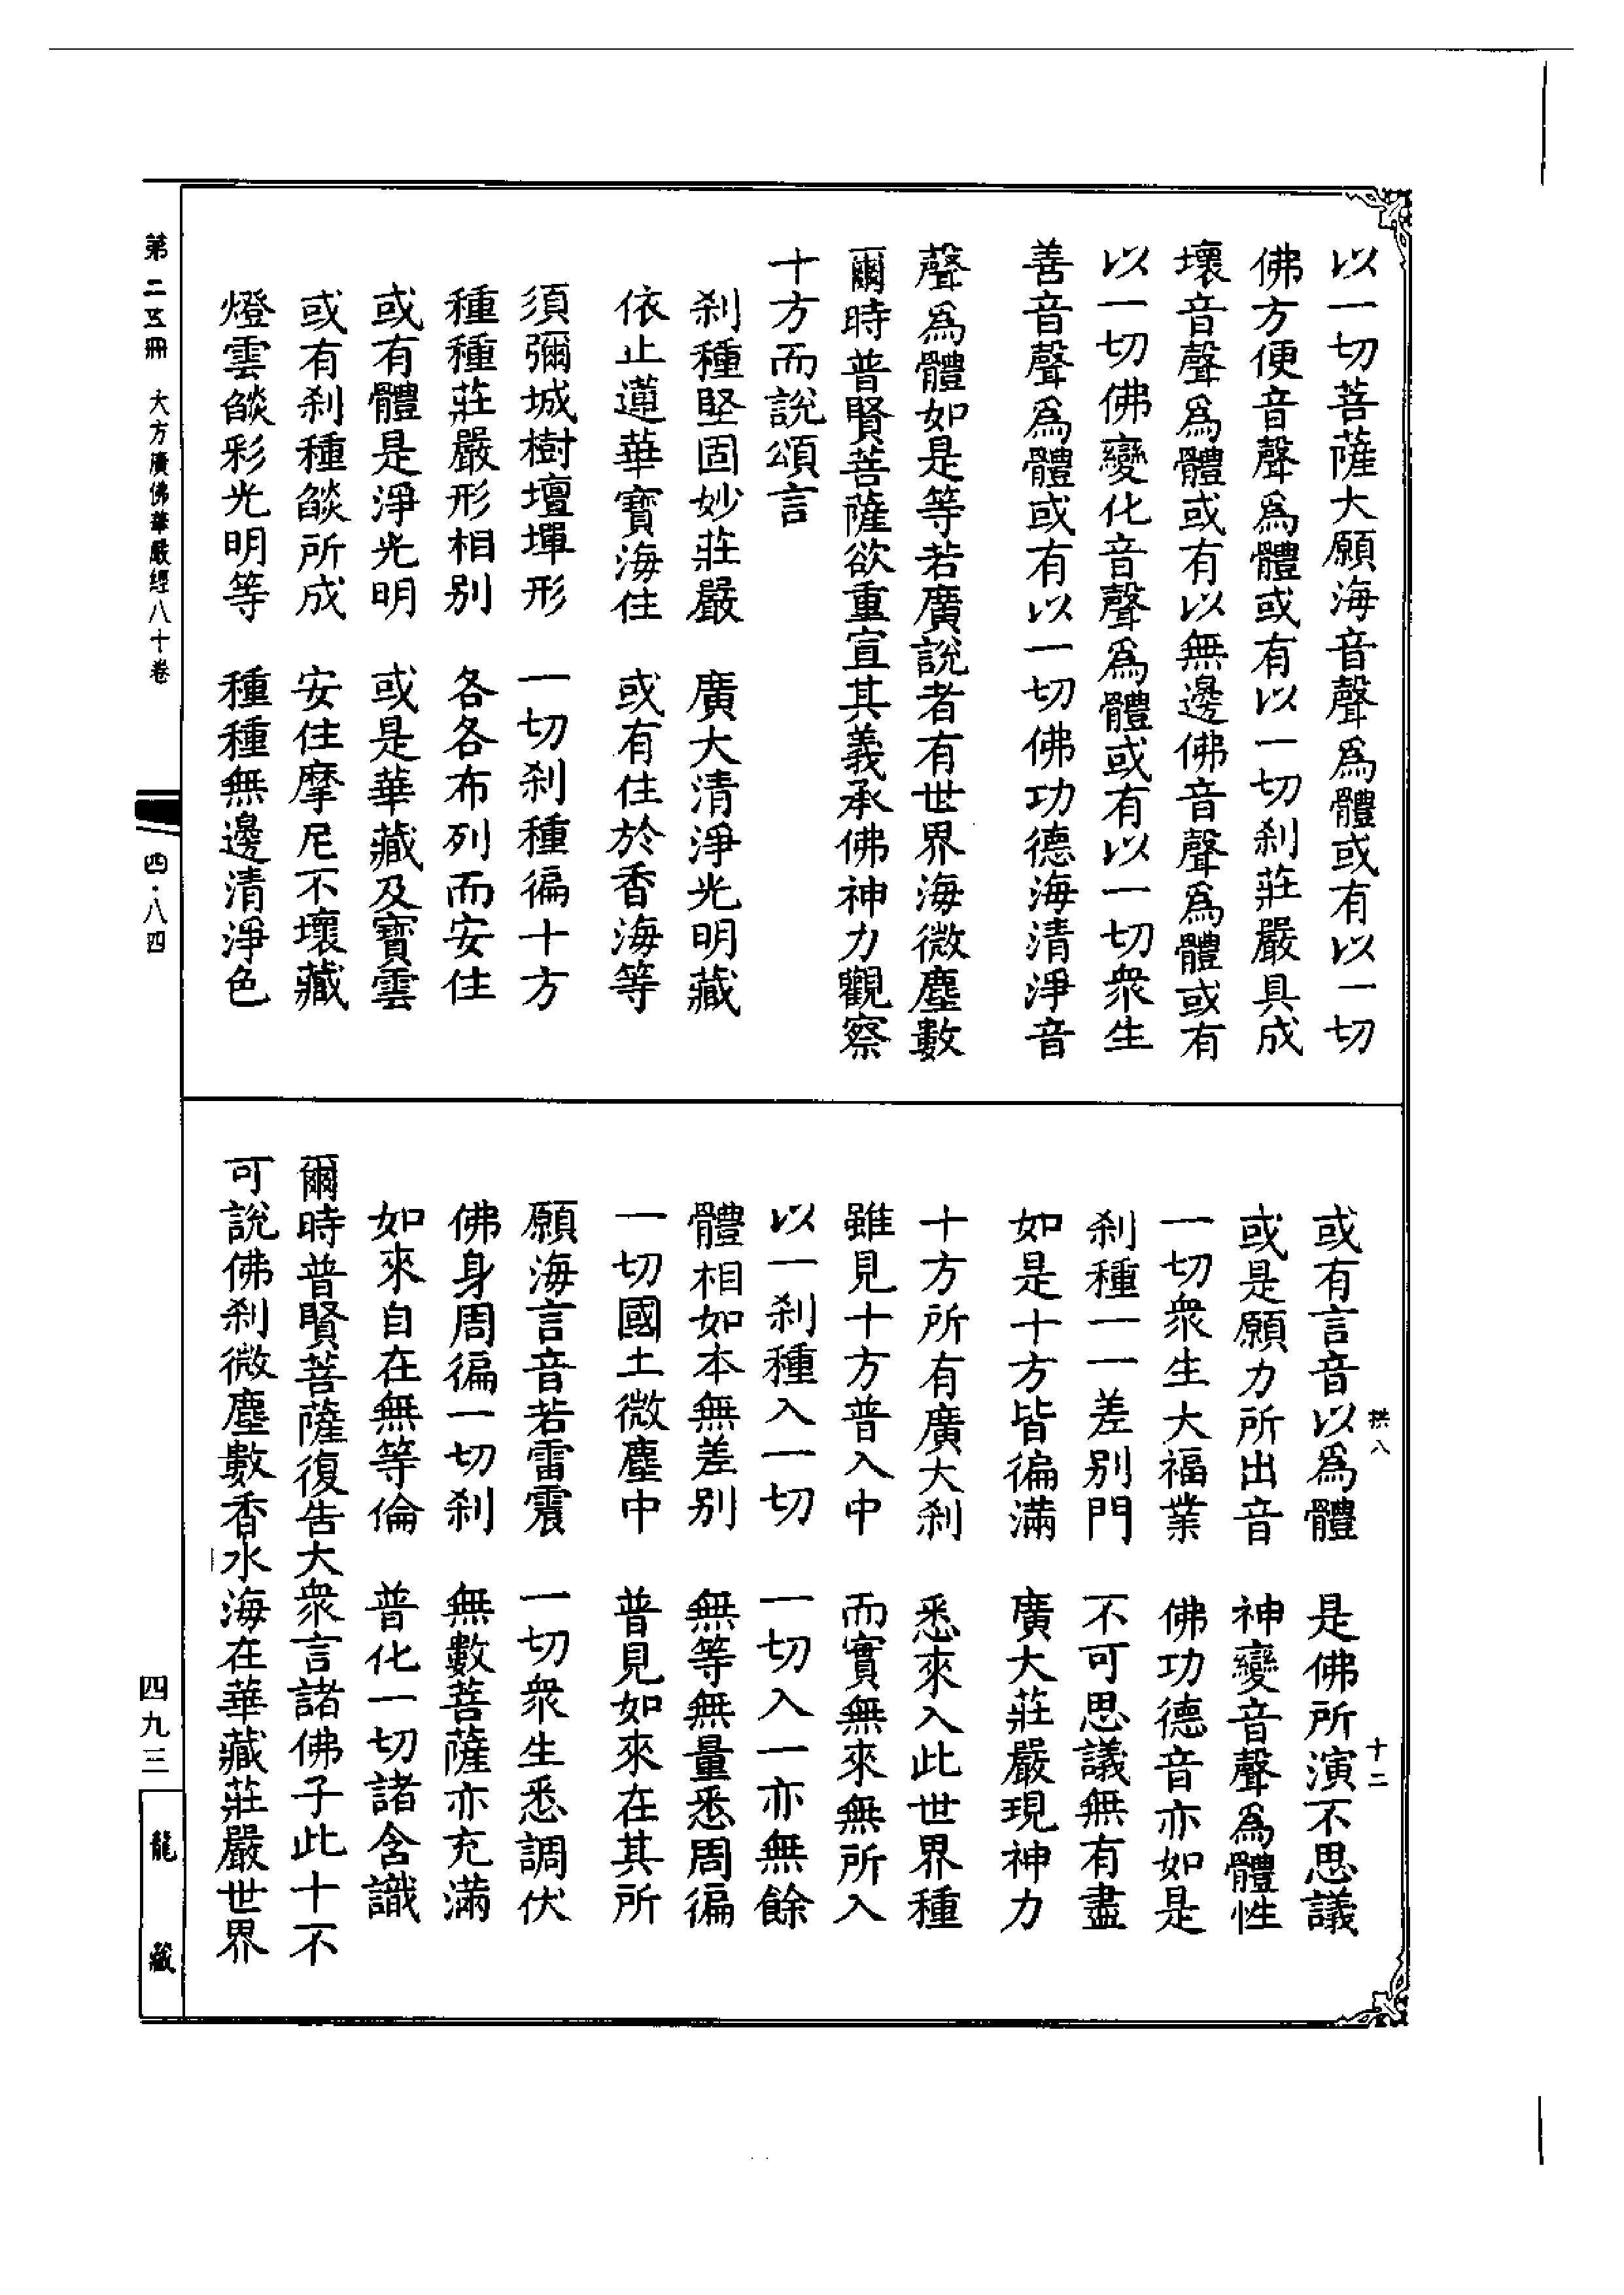 以一切菩薩大願海音聲爲體或有以一切
佛方便音聲爲體或有以一切刹莊嚴具成
壞音聲爲體或有以無邊佛音聲爲體或有
以一切佛變化音聲爲體或有以一切衆生
善音聲爲體或有以一切佛功德海清淨音
聲爲體如是等若廣說者有世界海微塵數
爾時普賢菩薩欲重宣其義承佛神力觀察
十方而說頌言
刹種堅固妙莊嚴　廣大清淨光明藏
依止蓮華寶海住　或有住於香海等
須彌城樹壇墠形　一切刹種徧十方
種種莊嚴形相别　各各布列而安住
或有體是淨光明　或是華藏及寶雲
或有刹種燄所成　安住摩尼不壞藏
燈雲燄彩光明等　種種無邊清淨色
第二五冊　大方廣佛華嚴經八十卷
四·八四
拱八　十二
或有言音以爲體　是佛所演不思議
或是願力所出音　神變音聲爲體性
一切衆生大福業　佛功德音亦如是
刹種一一差别門　不可思議無有盡
如是十方皆徧滿　廣大莊嚴現神力
十方所有廣大刹　悉來入此世界種
雖見十方普入中　而實無來無所入
以一刹種入一切　一切入一亦無餘
體相如本無差别　無等無量悉周徧
一切國土微塵中　普見如來在其所
願海言音若雷震　一切衆生悉調伏
佛身周徧一切刹　無數菩薩亦充滿
如來自在無等倫　普化一切諸含識
爾時普賢菩薩復告大衆言諸佛子此十不
可說佛刹微塵數香水海在華藏莊嚴世界
四九三
龍藏